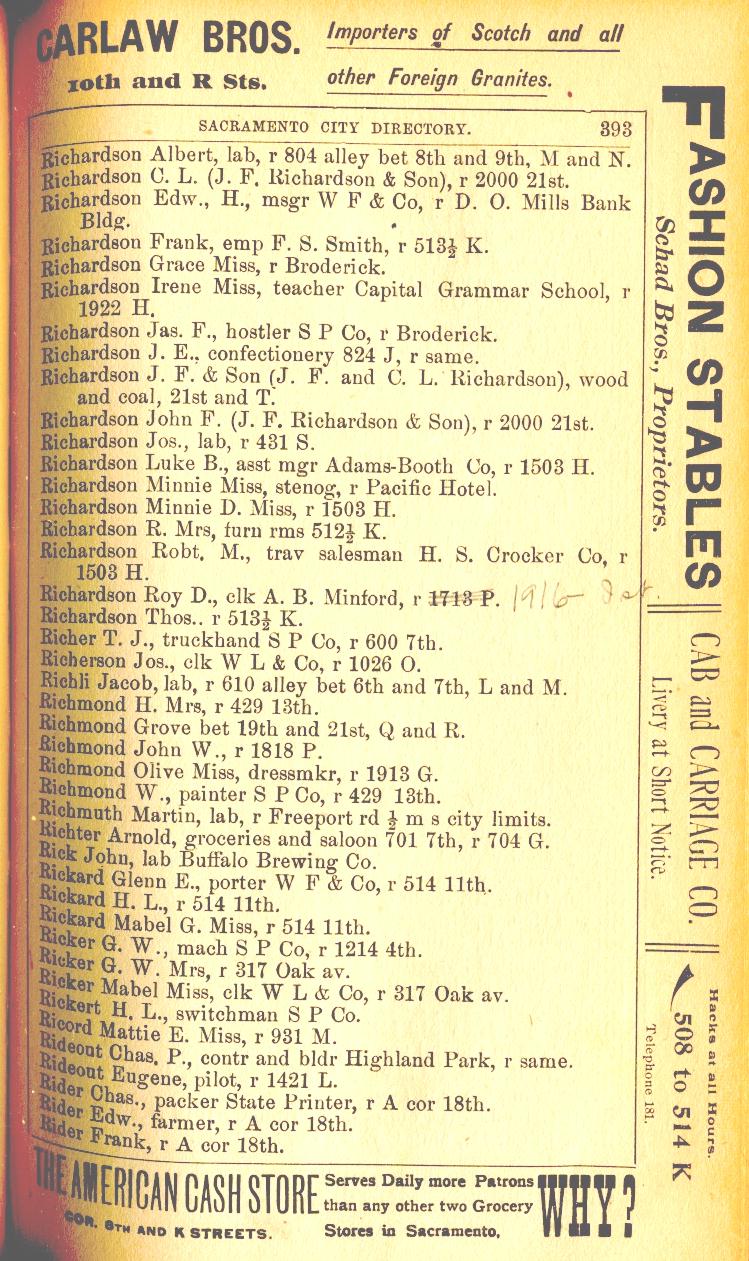 CARLAW BROS.
10th and R Sts.
Importers of Scotch and all
other Foreign Granites.
SACRAMENTO CITY DIRECTORY. 393
Richardson Albert, lab, r 804 alley bet 8th and 9th, M and N.
Richardson C. L. (J. F. Richardson & Son), r 2000 21st.
Richardson Edw., H., msgr W F & Co, r D. O. Mills Bank
Bldg.
Richardson Frank, emp F. S. Smith, r 513½ K.
Richardson Grace Miss, r Broderick.
Richardson Irene Miss, teacher Capital Grammar School, r
1922 H.
Richardson Jas. F., hostler S P Co, r Broderick.
Richardson J. E., confectionery 824 J, r same.
Richardson J. F. & Son (J. F. and C. L. Richardson), wood
and coal, 21st and T.
Richardson John F. (J. F. Richardson & Son), r 2000 21st.
Richardson Jos., lab, r 431 S.
Richardson Luke B., asst mgr Adams-Booth Co, r 1503 H.
Richardson Minnie Miss, stenog, r Pacific Hotel.
Richardson Minnie D. Miss, r 1503 H.
Richardson R. Mrs, furn rms 512½ K.
Richardson Robt. M., trav salesman H. S. Crocker Co, r
1503 H.
Richardson Roy D., clk A. B. Minford, r 1713 P. 1916
Richardson Thos.. r 513½ K.
Richer T. J., truckhand S P Co, r 600 7th.
Richerson Jos., clk W L & Co, r 1026 O.
Richli Jacob, lab, r 610 alley bet 6th and 7th, L and M.
Richmond H. Mrs, r 429 13th.
Richmond Grove bet 19th and 21st, Q and R.
Richmond John W., r 1818 P.
Richmond Olive Miss, dressmkr, r 1913 G.
Richmond W., painter S P Co, r 429 13th.
Richmuth Martin, lab, r Freeport rd ½ m s city limits.
Richter Arnold, groceries and saloon 701 7th, r 704 G.
Rick John, lab Buffalo Brewing Co.
Rickard Glenn E., porter W F & Co, r 514 11th.
Rickard H. L., r 514 11th.
Rickard Mabel G. Miss, r 514 11th.
Ricker G. W., mach S P Co, r 1214 4th.
Ricker G. W. Mrs, r 317 Oak av.
Ricker Mabel Miss, clk W L & Co, r 317 Oak av.
Rickert H. L., switchman S P Co.
Ricord Mattie E. Miss, r 931 M.
Rideout Chas. P., contr and bldr Highland Park, r same.
Rideout Eugene, pilot, r 1421 L.
Rider Chas., packer State Printer, r A cor 18th.
Rider Edw., farmer, r A cor 18th.
Rider Frank, r A cor 18th.
THE AMERICAN CASH STORE
COR. 8TH AND K STREETS.
Serves Daily more Patrons
than any other two Grocery
Stores in Sacramento.
WHY?
FASHION STABLES
Schad Bros., Proprietors.
CAB and CARRIAGE CO.
Livery at Short Notice.
Hacks at all Hours.
508 to 514 K
Telephone 181.